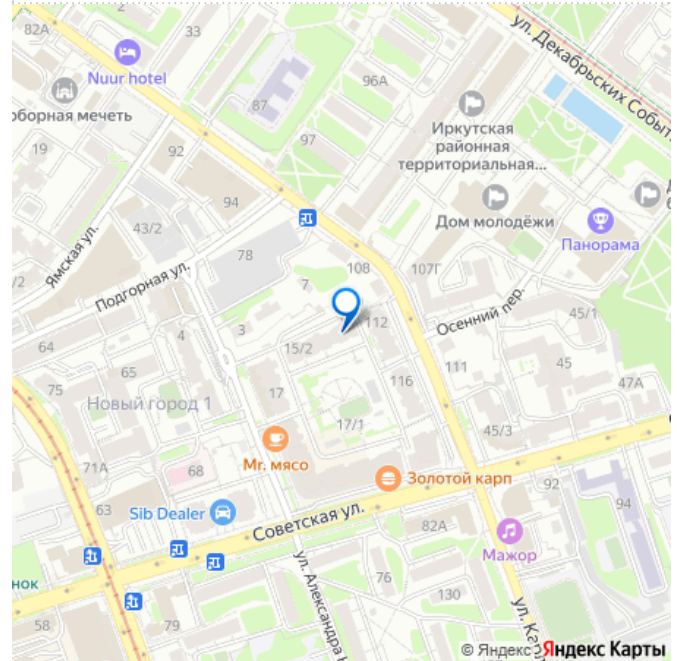 82А
33
Nuur hotel
ул. Декабрьских Событ
96А
87
оборная мечеть
Иркутская
районная
территориальная...
19
92
97
94
Дом молодёжи
Панорама
43/2
Ямская ул.
78
108
107Г
/2
Подгорная ул.
7
Осенний пер.
112
3
4
15/2
45/1
64
65
111
45
75
17
116
47А
Новый город 1
17/1
45/3
71А
Mr. мясо
68
Золотой карп
92
63
Sib Dealer
94
Советская ул.
82А
Мажор
нок
76
ул. Александра
130
58
79
ул. Ка
© Яндекс Яндекс Карты